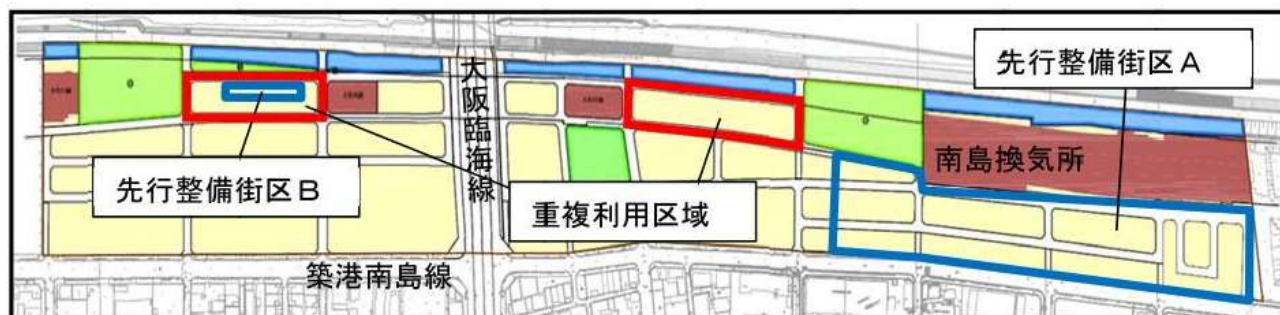 先行整備街区A
大阪臨海線
南島換気所
先行整備街区B
重複利用区域
築港南島線